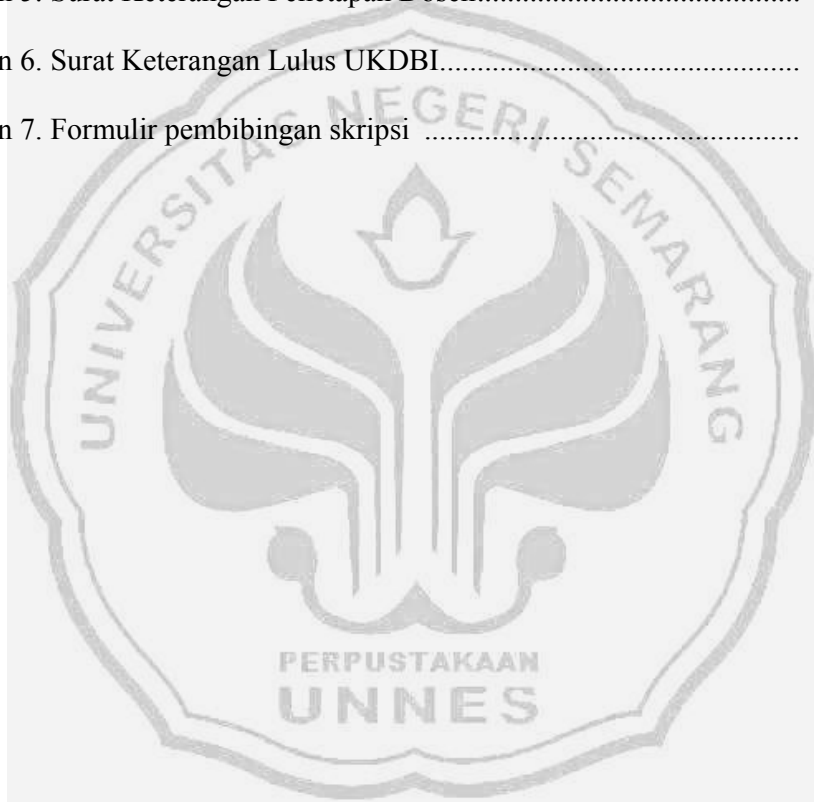 n 5. Surat Keterangan Penetapan Dosen................................................
n 6. Surat Keterangan Lulus UKDBI................................................
n 7. Formulir pembibingan skripsi ................................................
UNIVERSITAS NEGERI SEMARANG
PERPUSTAKAAN
UNNES